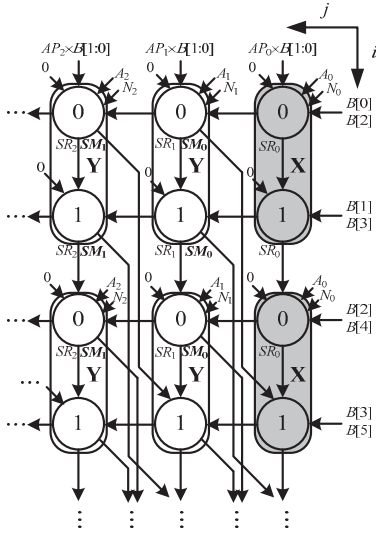 j
i
AP₂×B[1:0] AP₁×B[1:0] AP₀×B[1:0]
0 A₂ N₂ 0 A₁ N₁ 0 A₀ N₀
... 0 0 0 B[0] B[2]
SR₂ SM₁ SR₁ SM₀ SR₀
0 Y 0 Y 0 X
... 1 1 1 B[1] B[3]
SR₂ SM₁ SR₁ SM₀ SR₀
0 A₂ N₂ 0 A₁ N₁ 0 A₀ N₀
... 0 0 0 B[2] B[4]
SR₂ SM₁ SR₁ SM₀ SR₀
... Y Y X
... 1 1 1 B[3] B[5]
... ... ... ... ...